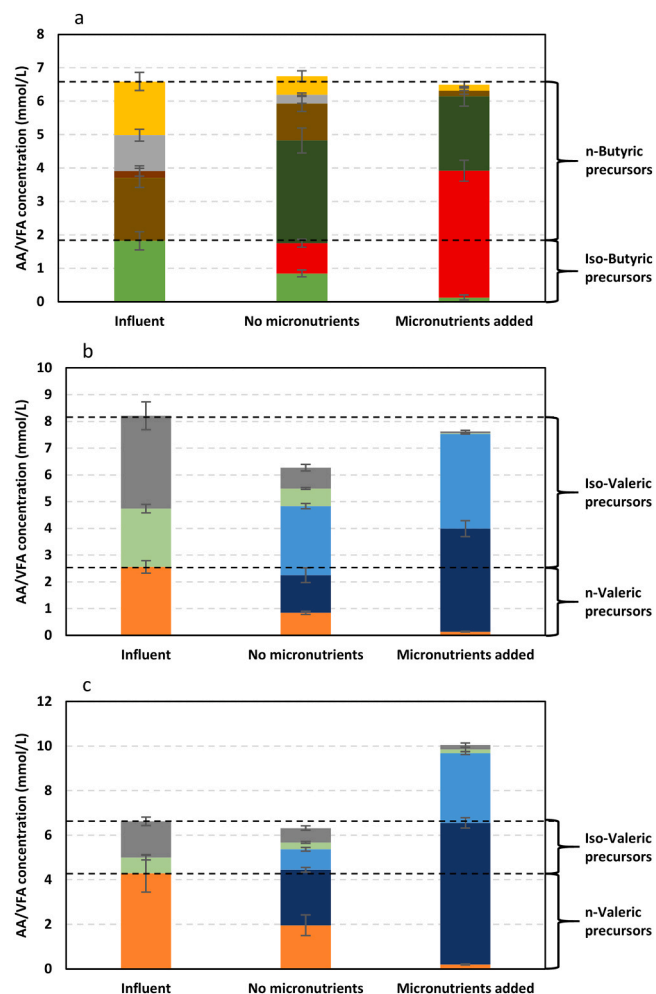 a
AA/VFA concentration (mmol/L)
8
7
6
5
4
3
2
1
0
Influent
No micronutrients
Micronutrients added
n-Butyric
precursors
Iso-Butyric
precursors
b
AA/VFA concentration (mmol/L)
10
9
8
7
6
5
4
3
2
1
0
Influent
No micronutrients
Micronutrients added
Iso-Valeric
precursors
n-Valeric
precursors
c
AA/VFA concentration (mmol/L)
12
10
8
6
4
2
0
Influent
No micronutrients
Micronutrients added
Iso-Valeric
precursors
n-Valeric
precursors